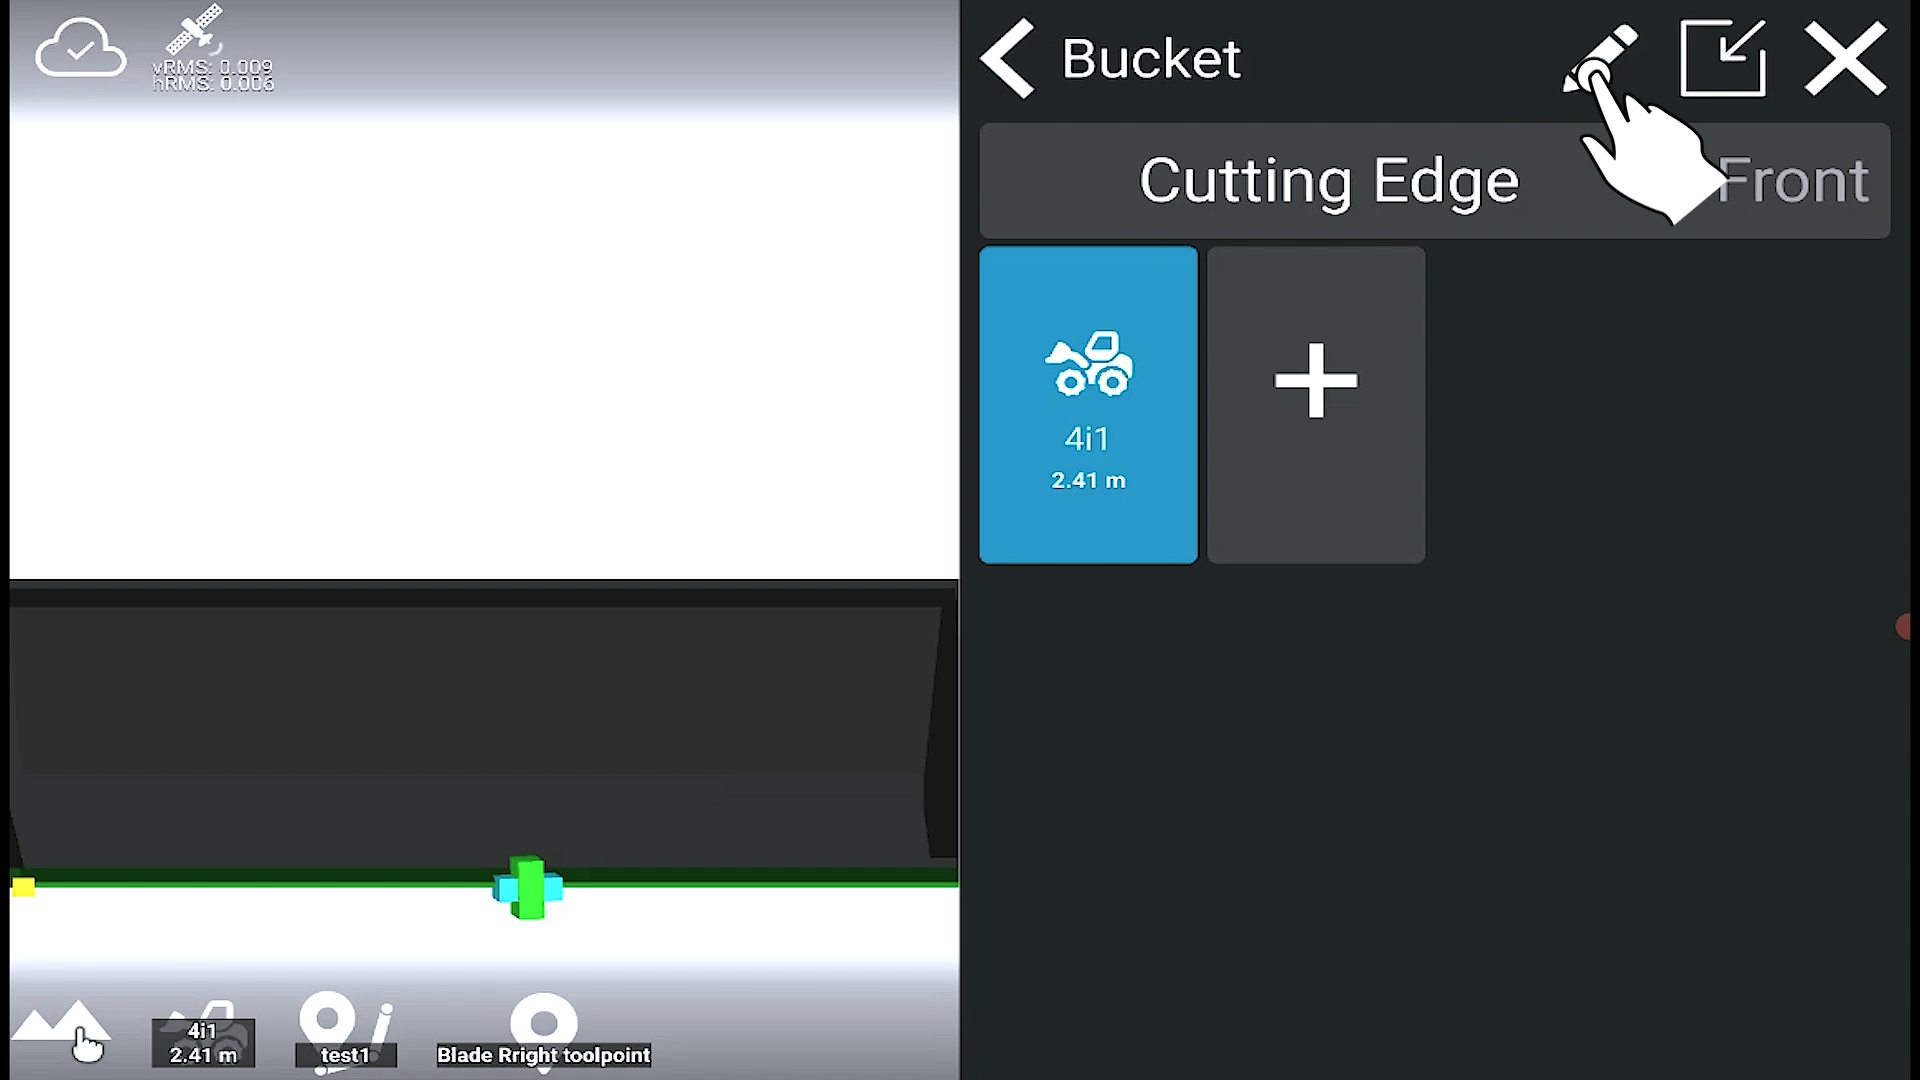 vRMS: 0.009
hRMS: 0.006
Bucket
Cutting Edge
Front
4i1
2.41 m
4i1
2.41 m
test1
Blade Rright toolpoint